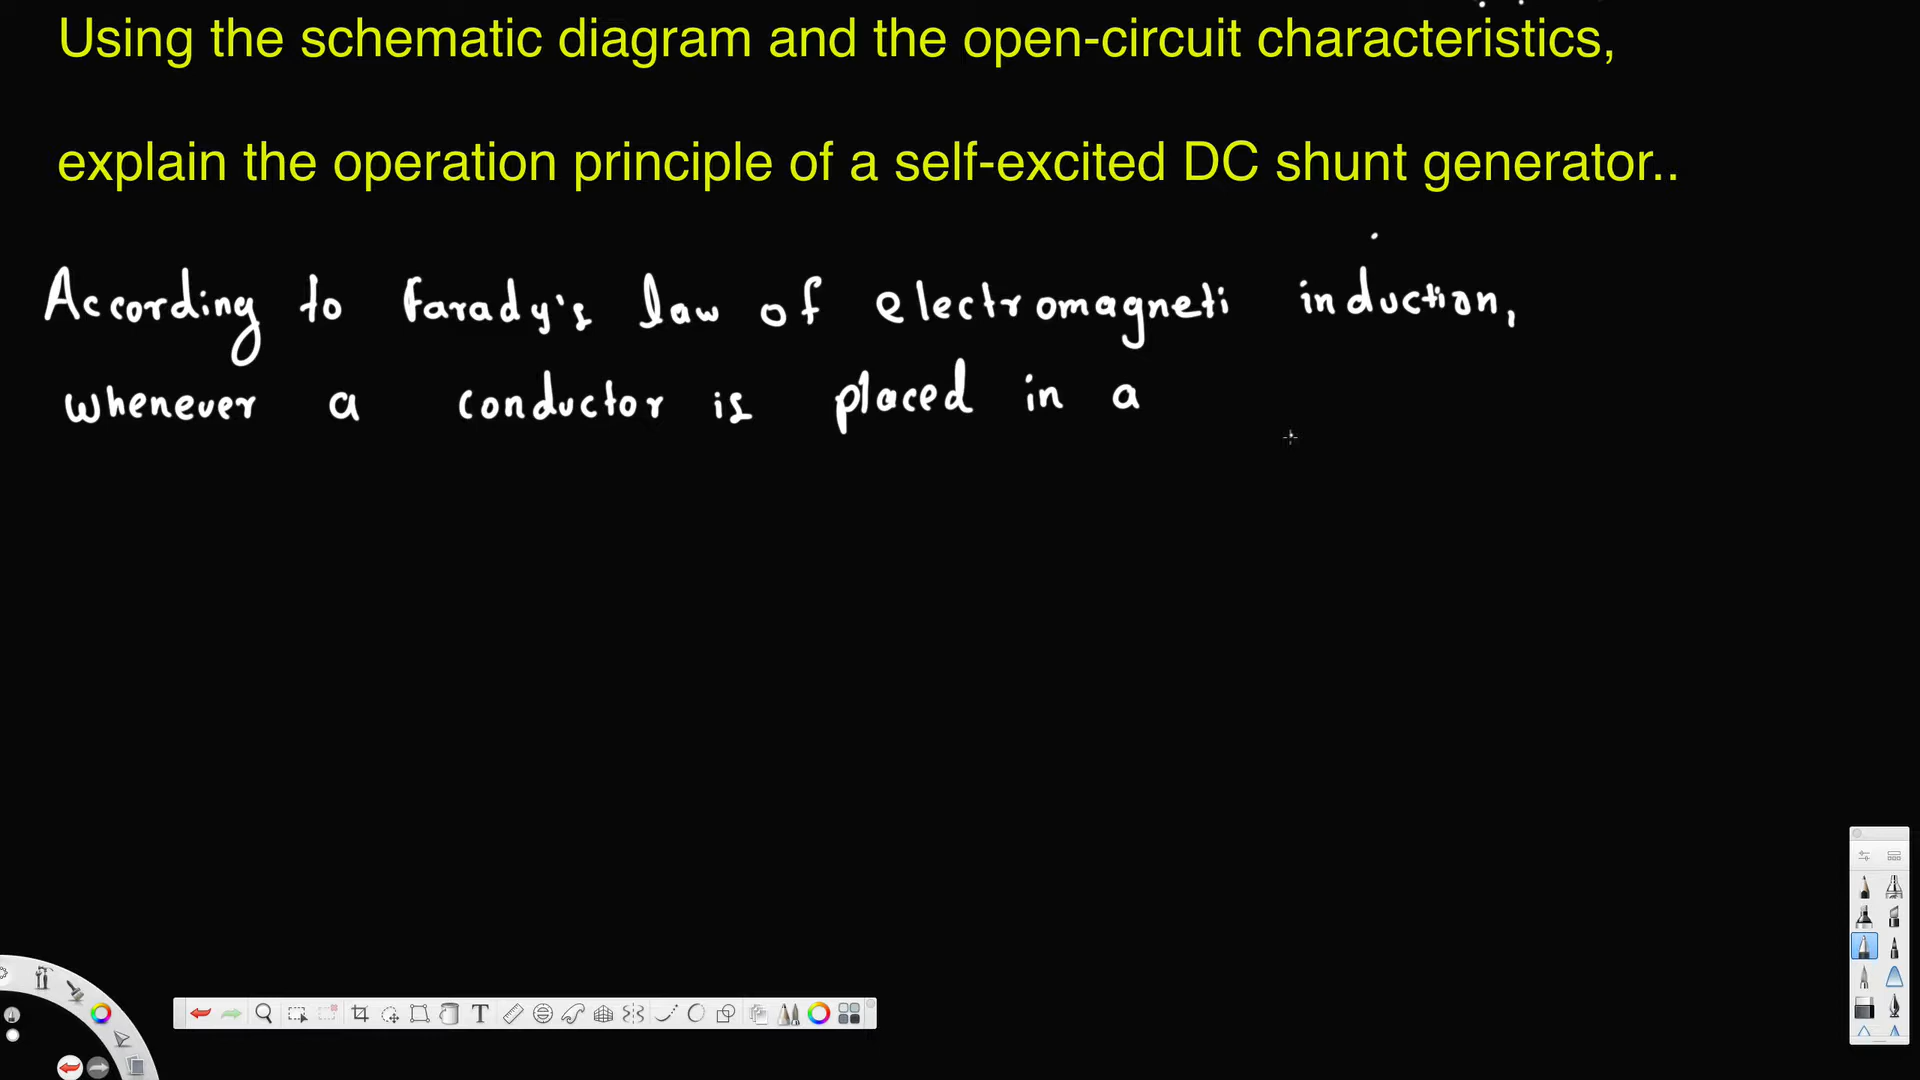 Using the schematic diagram and the open-circuit characteristics,
explain the operation principle of a self-excited DC shunt generator..
According to Farady's law of electromagneti induction,
whenever a conductor is placed in a